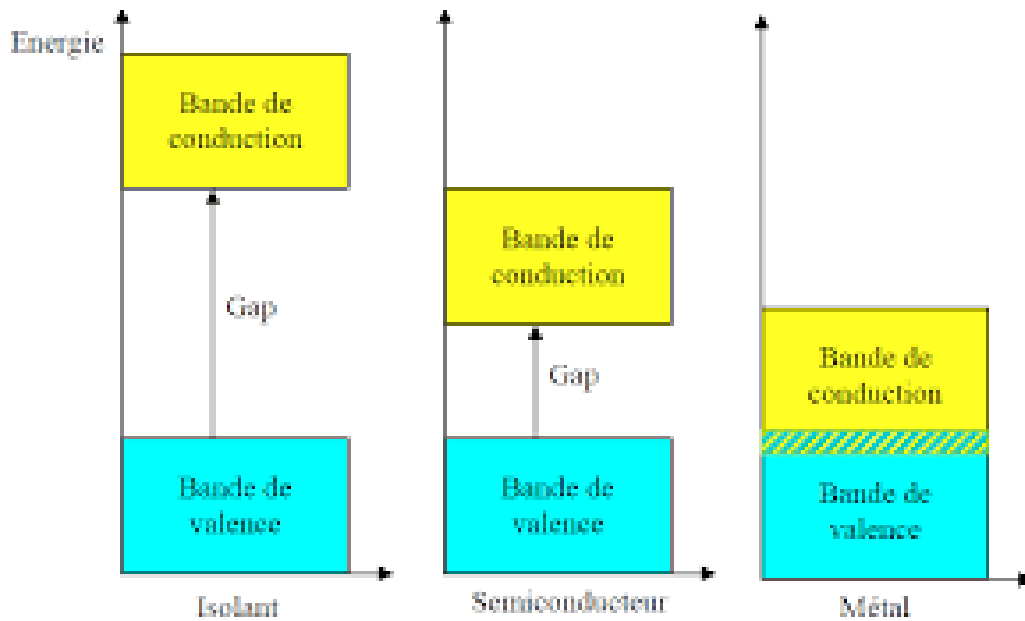 Energie
Bande de
conduction
Gap
Bande de
valence
Isolant
Bande de
conduction
Gap
Bande de
valence
Semiconducteur
Bande de
conduction
Bande de
valence
Métal